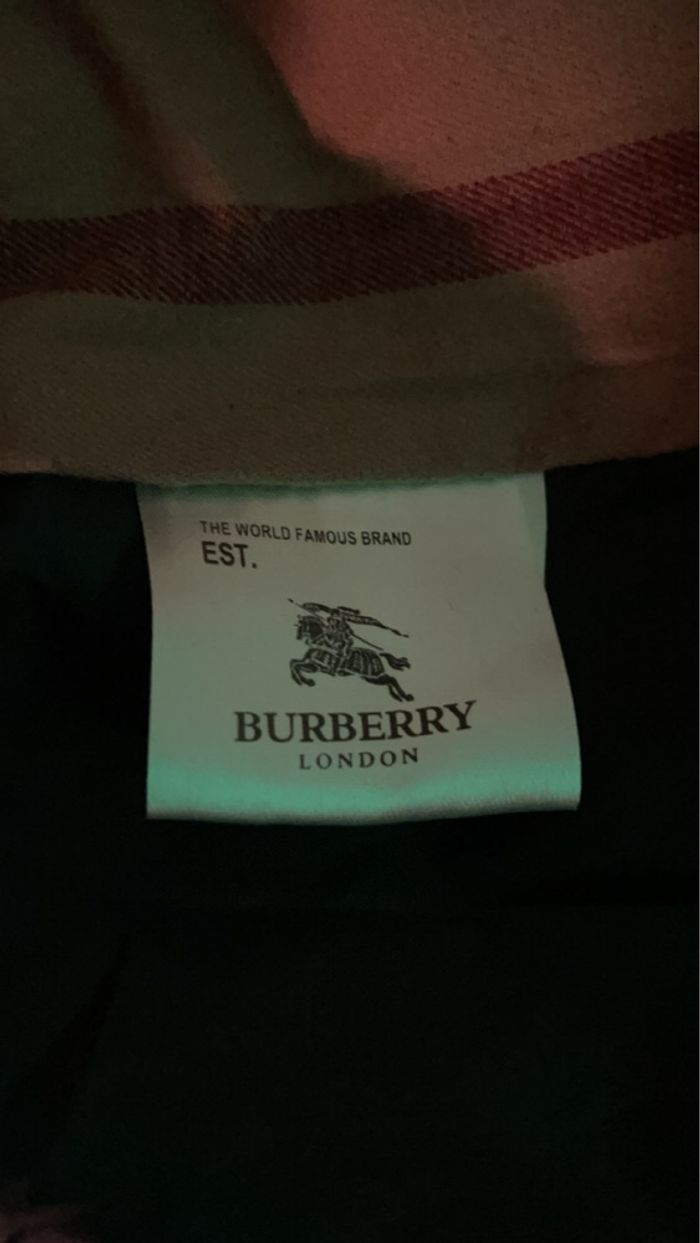 THE WORLD FAMOUS BRAND
EST.
BURBERRY
LONDON